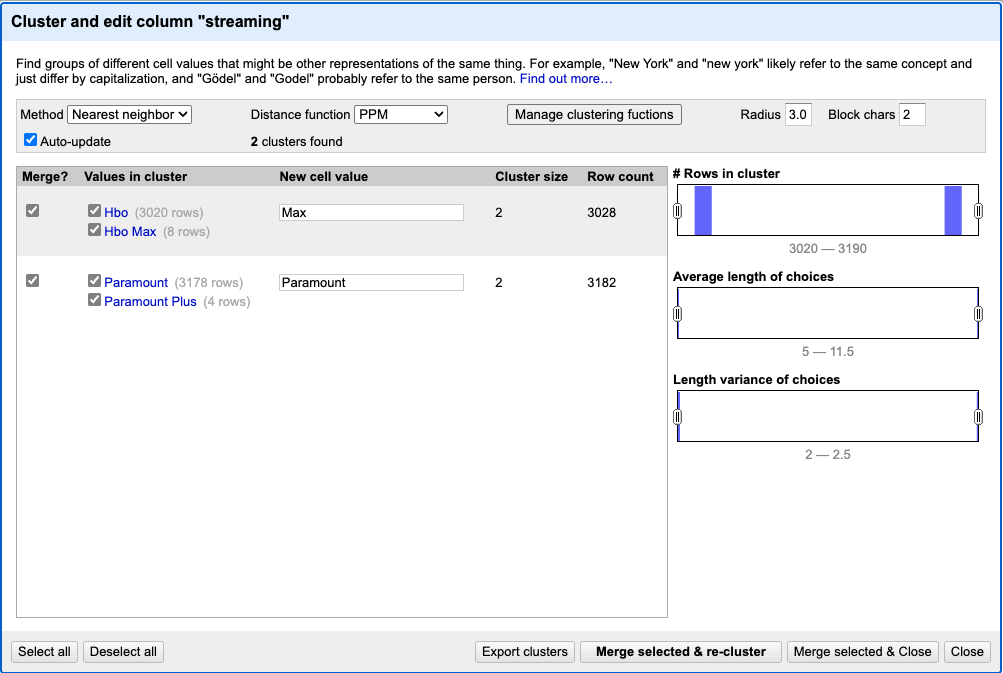 Cluster and edit column "streaming"
Find groups of different cell values that might be other representations of the same thing. For example, "New York" and "new york" likely refer to the same concept and
just differ by capitalization, and "Gödel" and "Godel" probably refer to the same person. Find out more…
Method Nearest neighbor Distance function PPM Manage clustering fuctions Radius 3.0 Block chars 2
Auto-update 2 clusters found
Merge? Values in cluster New cell value Cluster size Row count
Hbo (3020 rows) Max 2 3028
Hbo Max (8 rows)
Paramount (3178 rows) Paramount 2 3182
Paramount Plus (4 rows)
# Rows in cluster
3020 — 3190
Average length of choices
5 — 11.5
Length variance of choices
2 — 2.5
Select all Deselect all Export clusters Merge selected & re-cluster Merge selected & Close Close